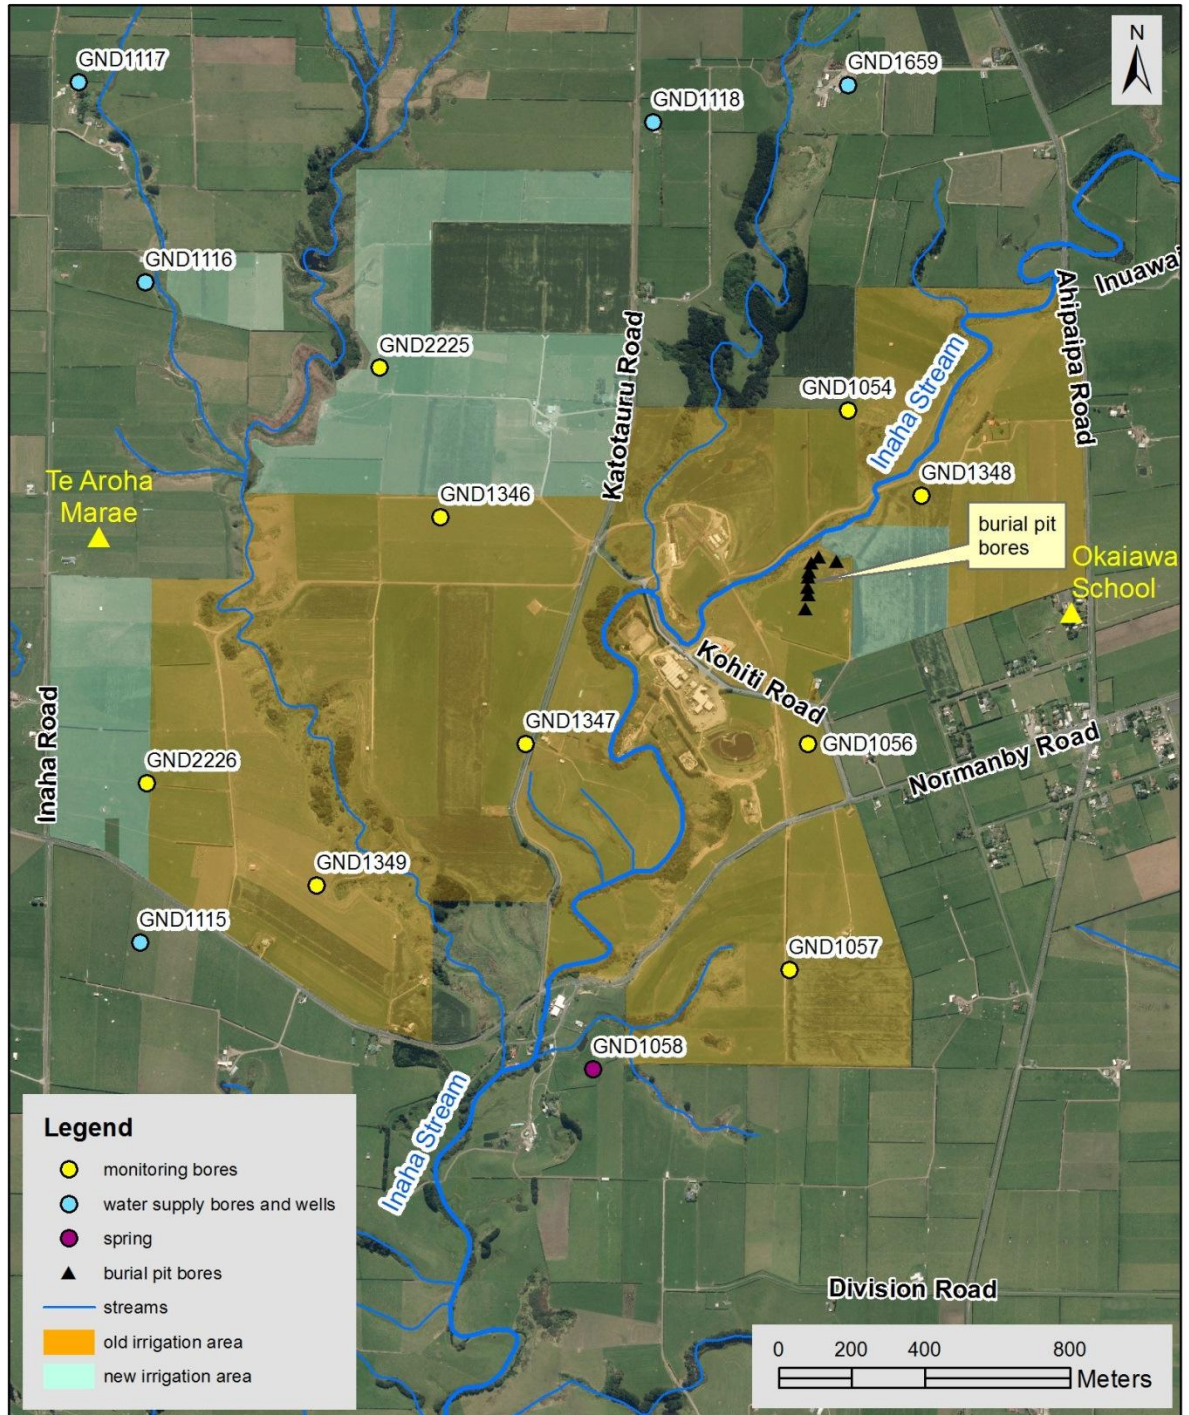 N
GND1117
GND1659
GND1118
GND1116
Inuawai
Ahipaipa Road
GND2225
Katotauru Road
GND1054
Inaha Stream
GND1348
Te Aroha
Marae
GND1346
burial pit
bores
Okaiawa
School
Kohiti Road
Inaha Road
GND1347
GND1056
Normanby Road
GND2226
GND1349
GND1115
GND1057
GND1058
Inaha Stream
Legend
monitoring bores
water supply bores and wells
spring
burial pit bores
streams
old irrigation area
new irrigation area
Division Road
0 200 400 800
Meters